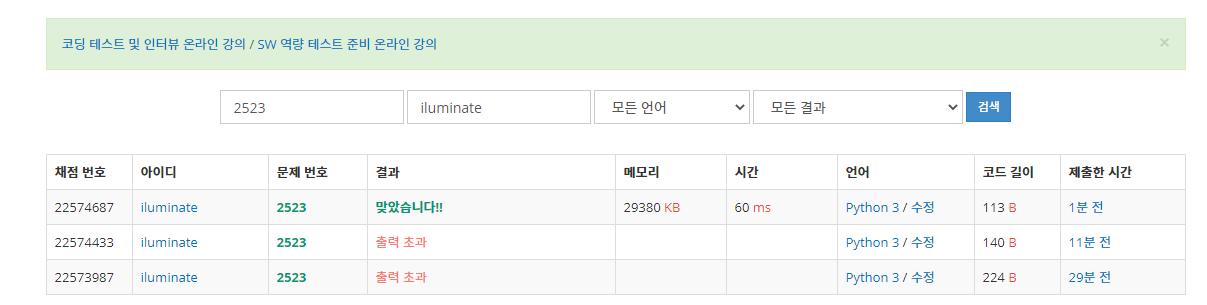 코딩 테스트 및 인터뷰 온라인 강의 / SW 역량 테스트 준비 온라인 강의 ×
2523 iluminate 모든 언어 모든 결과 검색
채점 번호 아이디 문제 번호 결과 메모리 시간 언어 코드 길이 제출한 시간
22574687 iluminate 2523 맞았습니다!! 29380 KB 60 ms Python 3 / 수정 113 B 1분 전
22574433 iluminate 2523 출력 초과 Python 3 / 수정 140 B 11분 전
22573987 iluminate 2523 출력 초과 Python 3 / 수정 224 B 29분 전